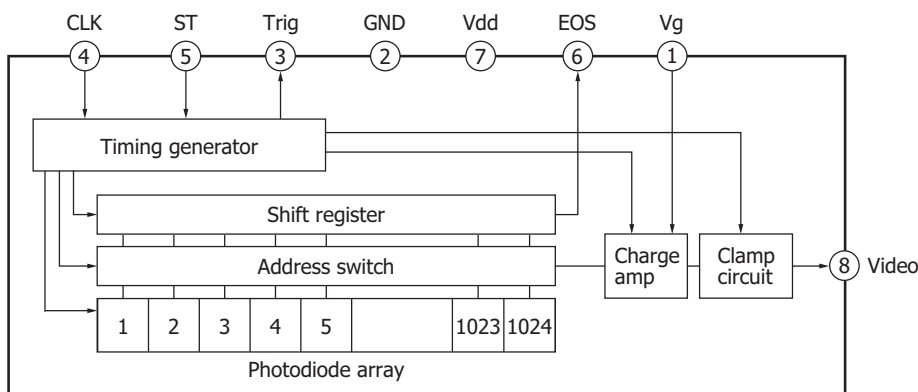 CLK ST Trig GND Vdd EOS Vg
4 5 3 2 7 6 1
Timing generator
Shift register
Address switch
Charge
amp
Clamp
circuit
8 Video
1 2 3 4 5 1023 1024
Photodiode array